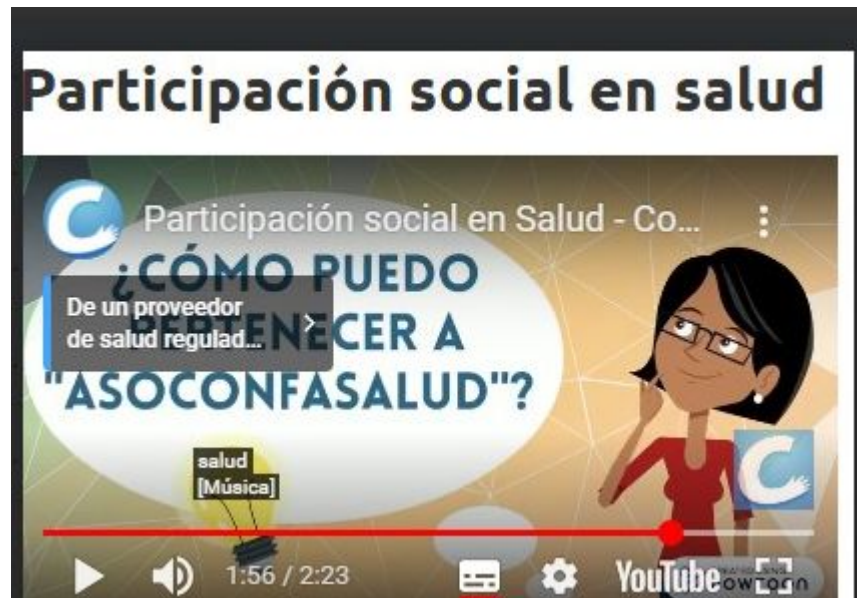 Participación social en salud
Participación social en Salud - Co...
¿CÓMO PUEDO
De un proveedor
de salud regulad...
PERTENECER A
"ASOCONFASALUD"?
salud
[Música]
1:56 / 2:23
YouTube